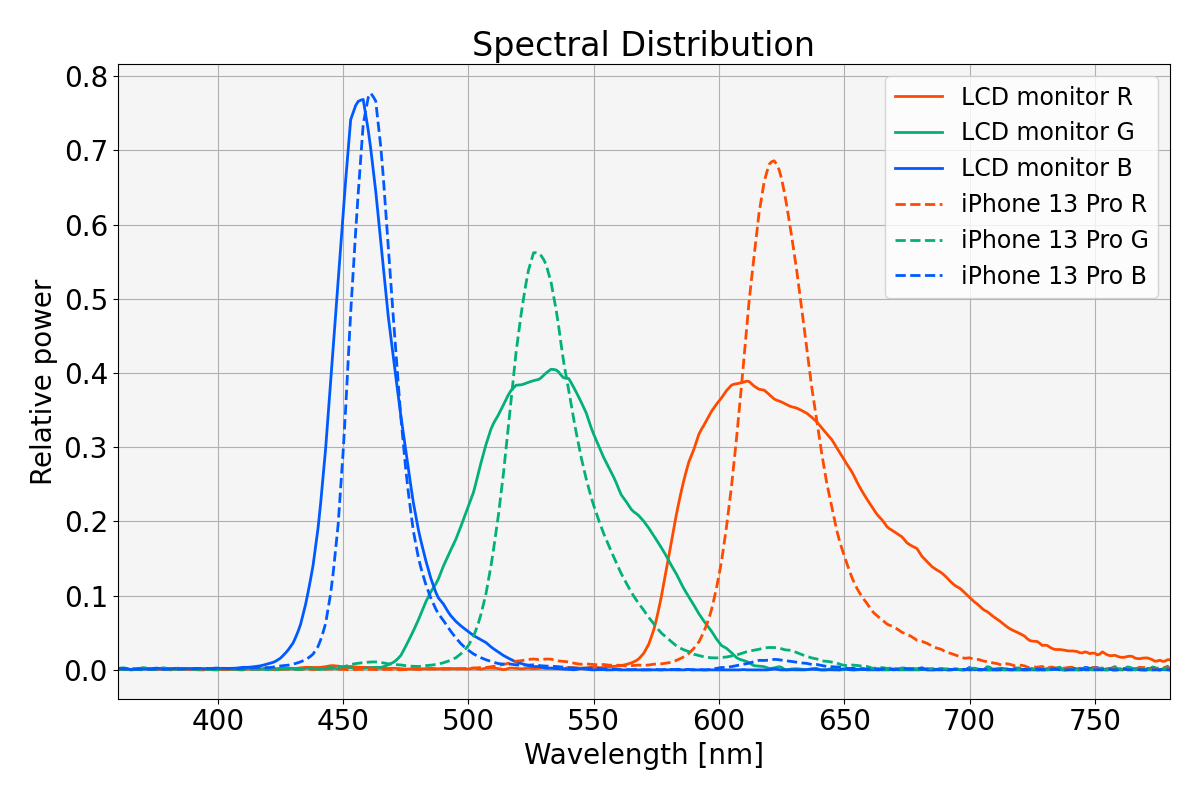 Spectral Distribution
Relative power
0.8
0.7
0.6
0.5
0.4
0.3
0.2
0.1
0.0
LCD monitor R
LCD monitor G
LCD monitor B
iPhone 13 Pro R
iPhone 13 Pro G
iPhone 13 Pro B
400 450 500 550 600 650 700 750
Wavelength [nm]